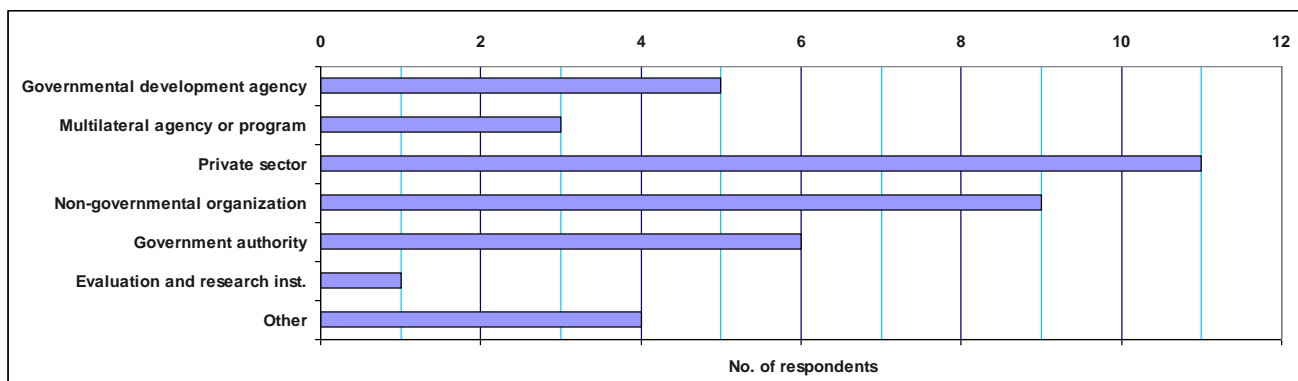 0 2 4 6 8 10 12
Governmental development agency
Multilateral agency or program
Private sector
Non-governmental organization
Government authority
Evaluation and research inst.
Other
No. of respondents